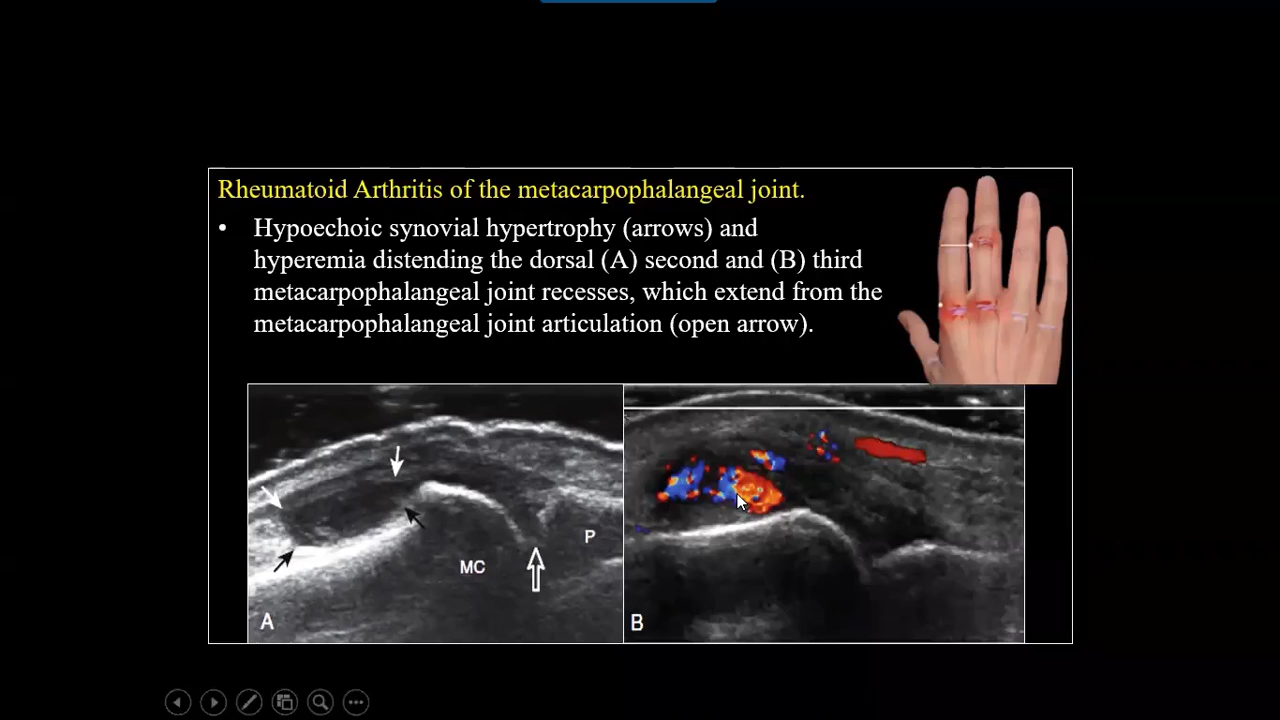 Rheumatoid Arthritis of the metacarpophalangeal joint.
• Hypoechoic synovial hypertrophy (arrows) and
hyperemia distending the dorsal (A) second and (B) third
metacarpophalangeal joint recesses, which extend from the
metacarpophalangeal joint articulation (open arrow).
MC
P
A
B